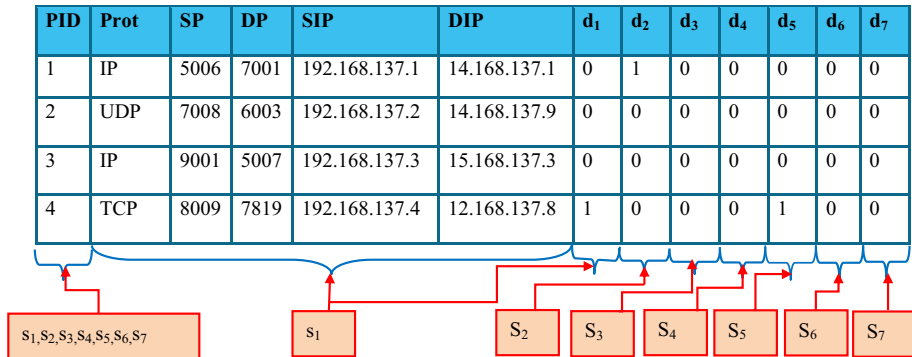 PID Prot SP DP SIP DIP d₁ d₂ d₃ d₄ d₅ d₆ d₇
1 IP 5006 7001 192.168.137.1 14.168.137.1 0 1 0 0 0 0 0
2 UDP 7008 6003 192.168.137.2 14.168.137.9 0 0 0 0 0 0 0
3 IP 9001 5007 192.168.137.3 15.168.137.3 0 0 0 0 0 0 0
4 TCP 8009 7819 192.168.137.4 12.168.137.8 1 0 0 0 1 0 0
s₁,s₂,s₃,s₄,s₅,s₆,s₇ s₁ S₂ S₃ S₄ S₅ S₆ S₇